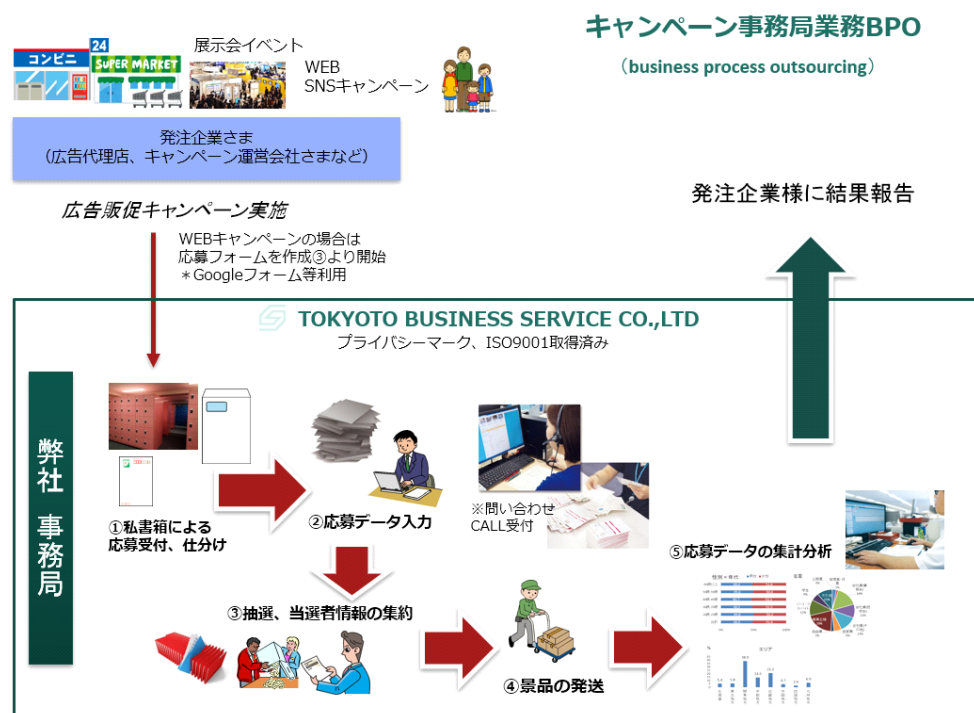 キャンペーン事務局業務BPO
（business process outsourcing）
24
コンビニ
SUPER MARKET
展示会イベント
WEB
SNSキャンペーン
発注企業さま
（広告代理店、キャンペーン運営会社さまなど）
広告販促キャンペーン実施
WEBキャンペーンの場合は
応募フォームを作成③より開始
＊Googleフォーム等利用
発注企業様に結果報告
TOKYOTO BUSINESS SERVICE CO.,LTD
プライバシーマーク、ISO9001取得済み
弊社 事務局
①私書箱による
応募受付、仕分け
②応募データ入力
※問い合わせ
CALL受付
③抽選、当選者情報の集約
④景品の発送
⑤応募データの集計分析
性別×年代
エリア